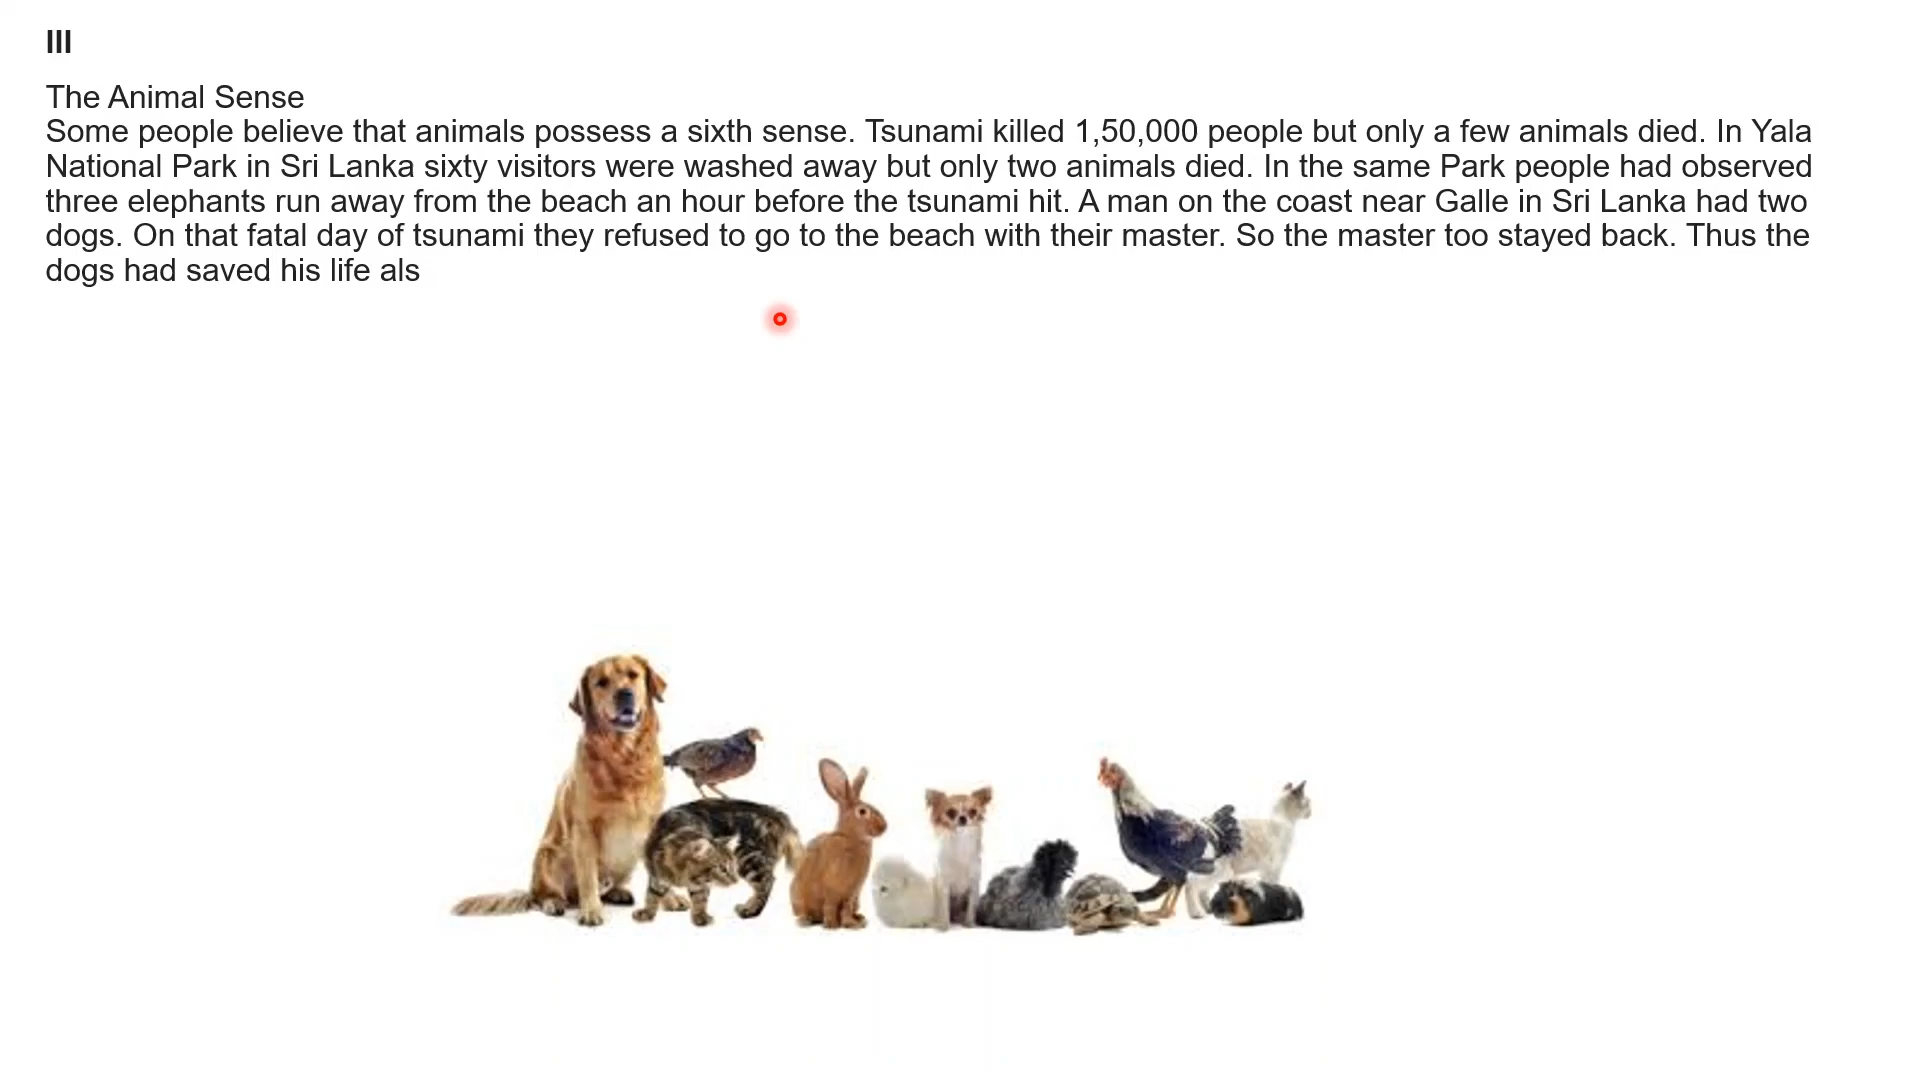 III
The Animal Sense
Some people believe that animals possess a sixth sense. Tsunami killed 1,50,000 people but only a few animals died. In Yala
National Park in Sri Lanka sixty visitors were washed away but only two animals died. In the same Park people had observed
three elephants run away from the beach an hour before the tsunami hit. A man on the coast near Galle in Sri Lanka had two
dogs. On that fatal day of tsunami they refused to go to the beach with their master. So the master too stayed back. Thus the
dogs had saved his life als